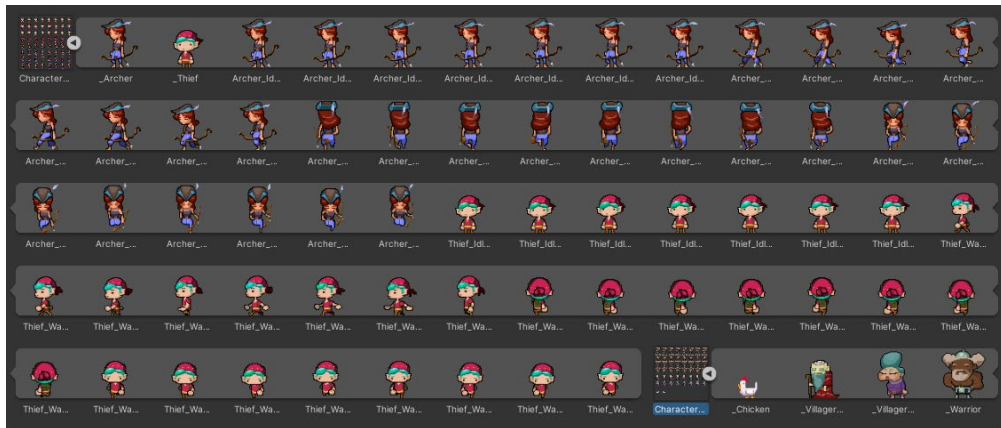 Character... _Archer _Thief Archer_Id... Archer_Id... Archer_Id... Archer_Id... Archer_Id... Archer_Id... Archer_Id... Archer_... Archer_... Archer_... Archer_...
Archer_... Archer_... Archer_... Archer_... Archer_... Archer_... Archer_... Archer_... Archer_... Archer_... Archer_... Archer_... Archer_... Archer_...
Archer_... Archer_... Archer_... Archer_... Archer_... Archer_... Thief_Idl... Thief_Idl... Thief_Idl... Thief_Idl... Thief_Idl... Thief_Idl... Thief_Idl... Thief_Wa...
Thief_Wa... Thief_Wa... Thief_Wa... Thief_Wa... Thief_Wa... Thief_Wa... Thief_Wa... Thief_Wa... Thief_Wa... Thief_Wa... Thief_Wa... Thief_Wa... Thief_Wa... Thief_Wa...
Thief_Wa... Thief_Wa... Thief_Wa... Thief_Wa... Thief_Wa... Thief_Wa... Thief_Wa... Thief_Wa... Thief_Wa... Character... _Chicken _Villager... _Villager... _Warrior